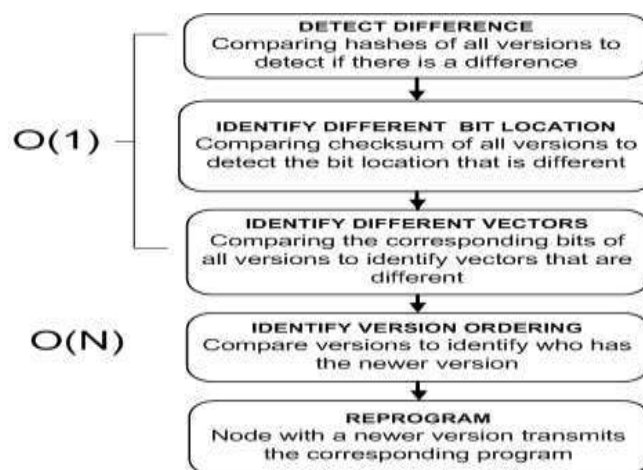 DETECT DIFFERENCE
Comparing hashes of all versions to
detect if there is a difference
O(1)
IDENTIFY DIFFERENT BIT LOCATION
Comparing checksum of all versions to
detect the bit location that is different
IDENTIFY DIFFERENT VECTORS
Comparing the corresponding bits of
all versions to identify vectors that are
different
O(N)
IDENTIFY VERSION ORDERING
Compare versions to identify who has
the newer version
REPROGRAM
Node with a newer version transmits
the corresponding program